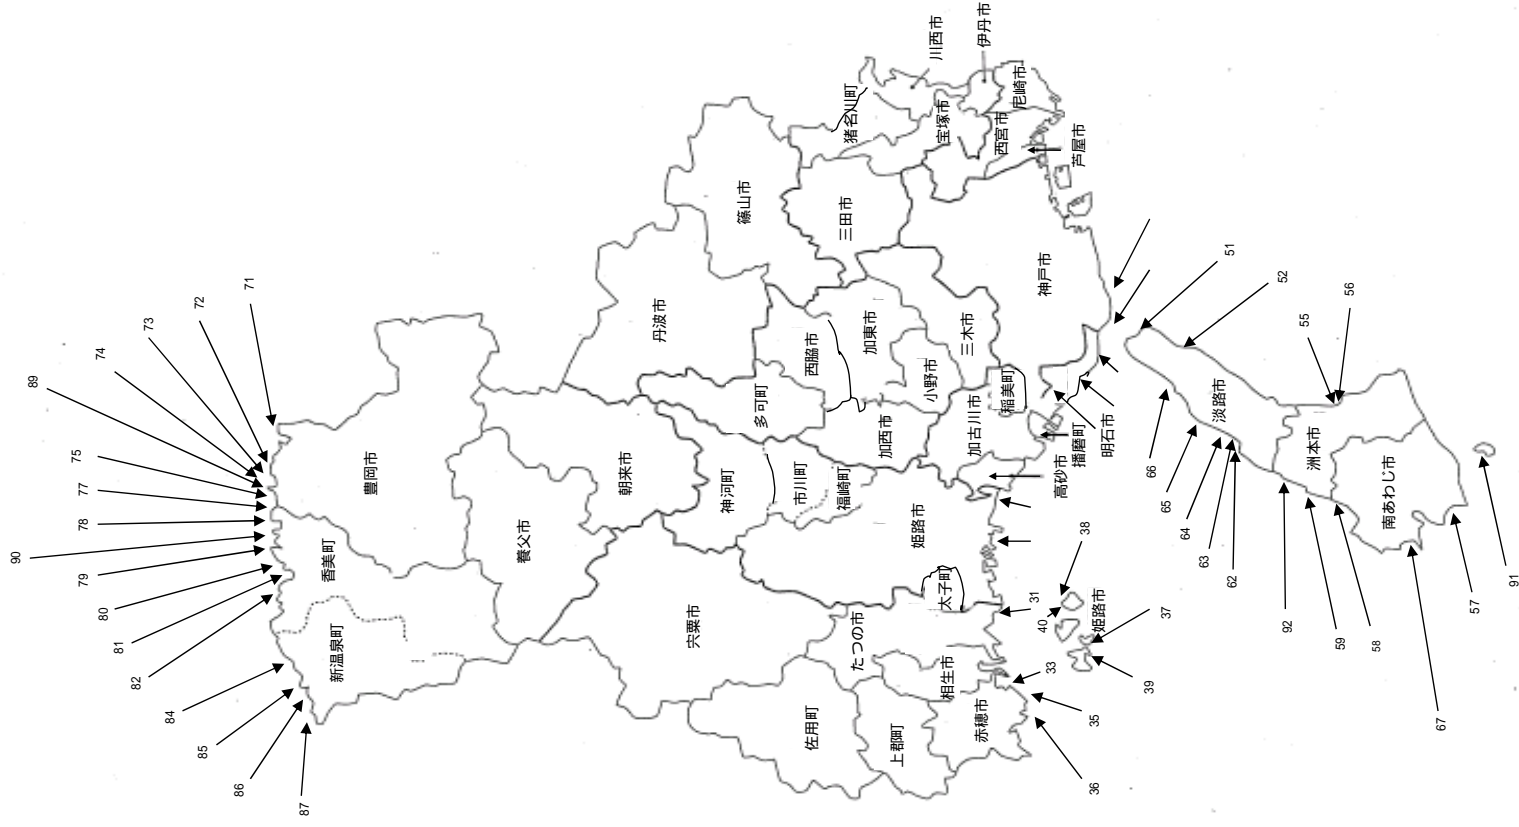 71
72
73
74
89
75
77
78
90
79
80
81
82
84
85
86
87
川西市
伊丹市
猪名川町
宝塚市
尼崎市
西宮市
芦屋市
篠山市
三田市
神戸市
丹波市
西脇市
加東市
三木市
小野市
多可町
加西市
加古川市
稲美町
播磨町
明石市
高砂市
豊岡市
朝来市
神河町
市川町
福崎町
姫路市
香美町
養父市
太子町
新温泉町
宍粟市
たつの市
相生市
佐用町
上郡町
赤穂市
姫路市
38
31
40
37
33
39
35
36
51
52
55
56
淡路市
洲本市
南あわじ市
66
65
64
63
62
92
59
58
57
91
67